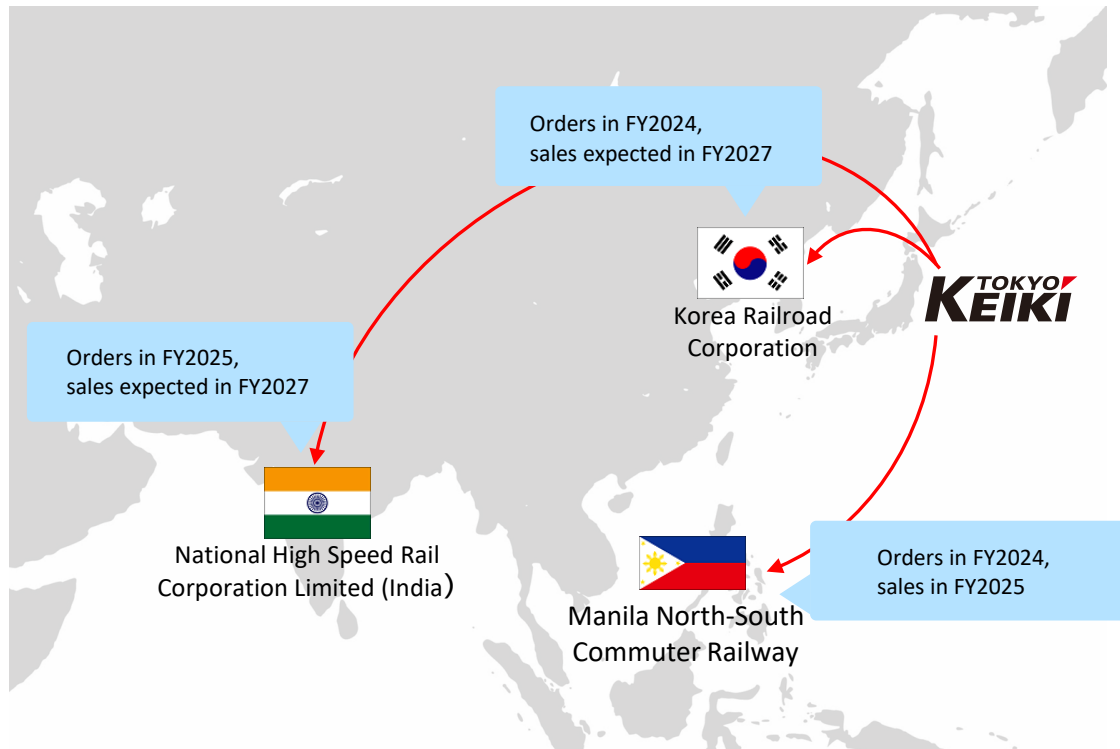 Orders in FY2024,
sales expected in FY2027
Korea Railroad
Corporation
TOKYO
KEIKI
Orders in FY2025,
sales expected in FY2027
National High Speed Rail
Corporation Limited (India）
Orders in FY2024,
sales in FY2025
Manila North-South
Commuter Railway